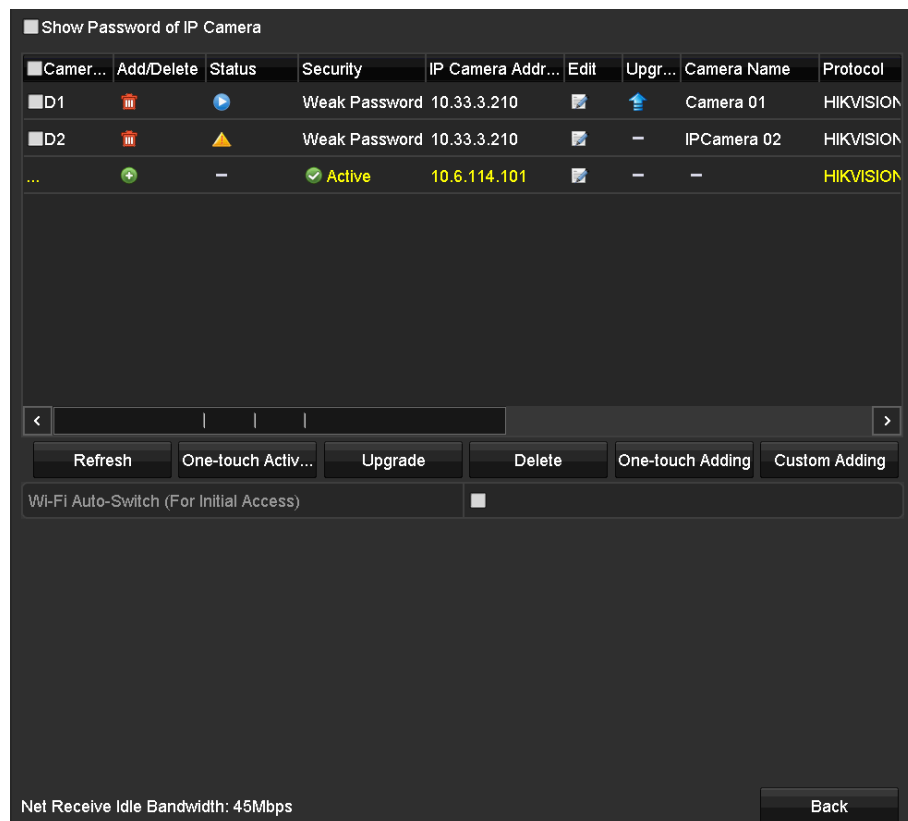 Show Password of IP Camera
Camer... Add/Delete Status Security IP Camera Addr... Edit Upgr... Camera Name Protocol
D1 Weak Password 10.33.3.210 Camera 01 HIKVISION
D2 Weak Password 10.33.3.210 – IPCamera 02 HIKVISION
... – Active 10.6.114.101 – – HIKVISION
Refresh One-touch Activ... Upgrade Delete One-touch Adding Custom Adding
Wi-Fi Auto-Switch (For Initial Access)
Net Receive Idle Bandwidth: 45Mbps Back